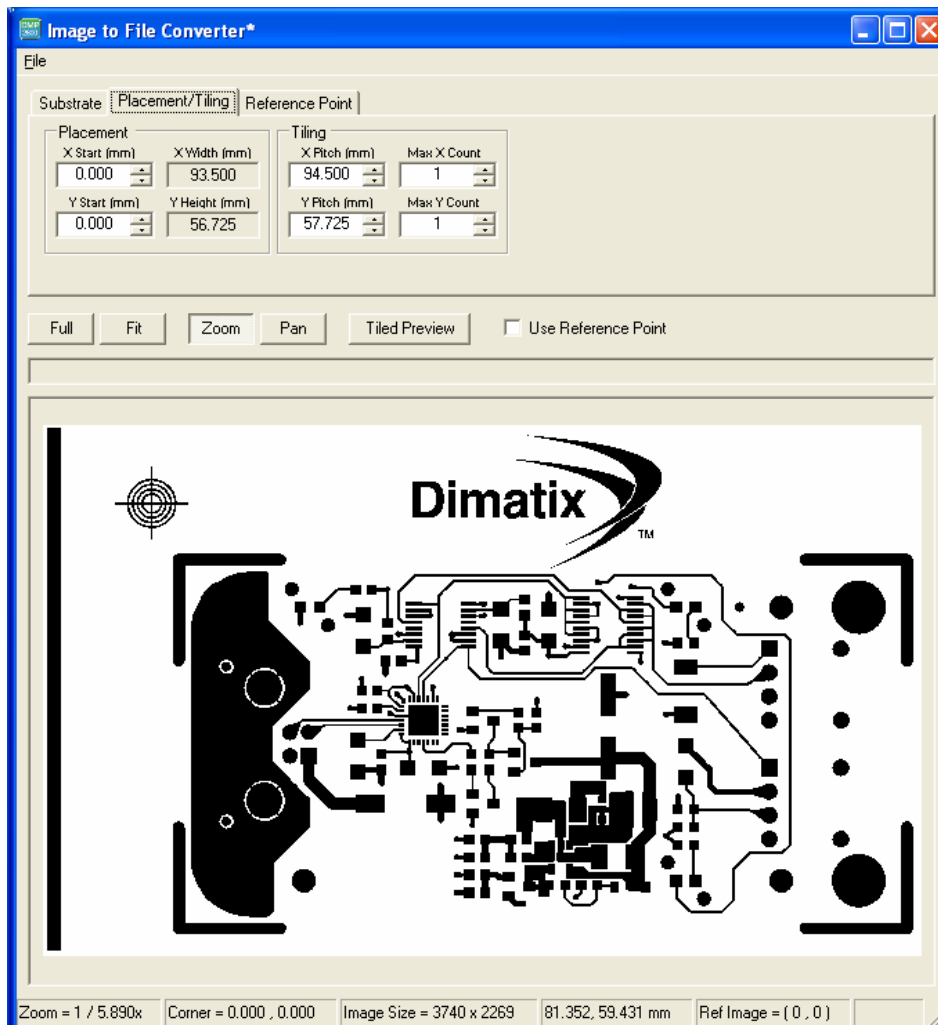 Image to File Converter*
File
Substrate Placement/Tiling Reference Point
Placement Tiling
X Start (mm) X Width (mm) X Pitch (mm) Max X Count
0.000 93.500 94.500 1
Y Start (mm) Y Height (mm) Y Pitch (mm) Max Y Count
0.000 56.725 57.725 1
Full Fit Zoom Pan Tiled Preview Use Reference Point
Dimatix
TM
Zoom = 1 / 5.890x Corner = 0.000 , 0.000 Image Size = 3740 x 2269 81.352, 59.431 mm Ref Image = ( 0 , 0 )